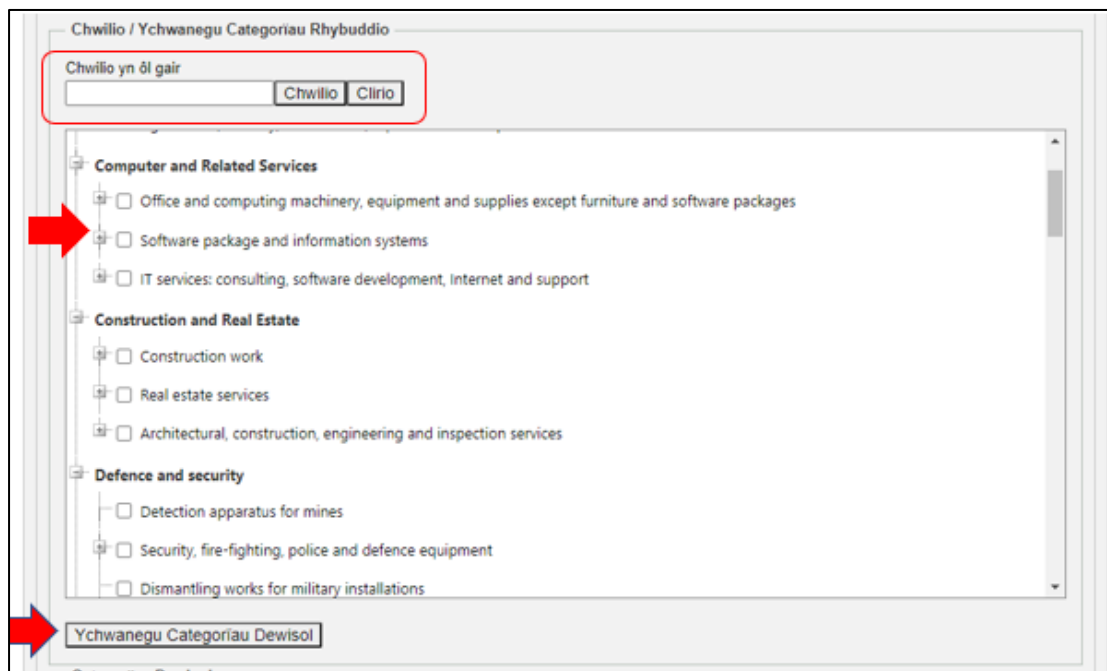 Chwilio / Ychwanegu Categorïau Rhybuddio
Chwilio yn ôl gair
Chwilio Clirio
Computer and Related Services
Office and computing machinery, equipment and supplies except furniture and software packages
Software package and information systems
IT services: consulting, software development, Internet and support
Construction and Real Estate
Construction work
Real estate services
Architectural, construction, engineering and inspection services
Defence and security
Detection apparatus for mines
Security, fire-fighting, police and defence equipment
Dismantling works for military installations
Ychwanegu Categorïau Dewisol